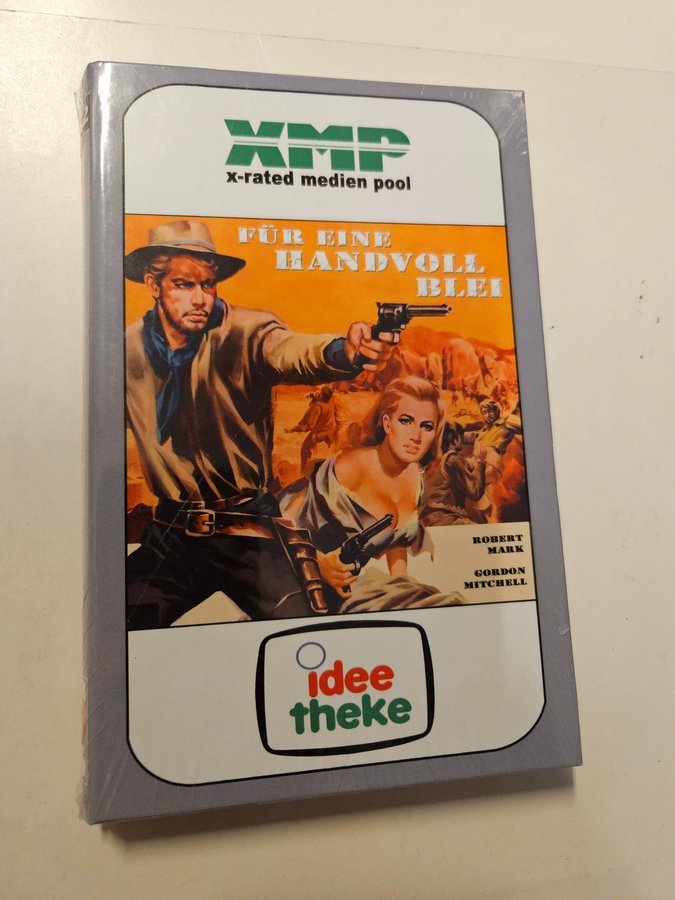 XMP
x-rated medien pool
FÜR EINE
HANDVOLL
BLEI
ROBERT
MARK
GORDON
MITCHELL
idee
theke